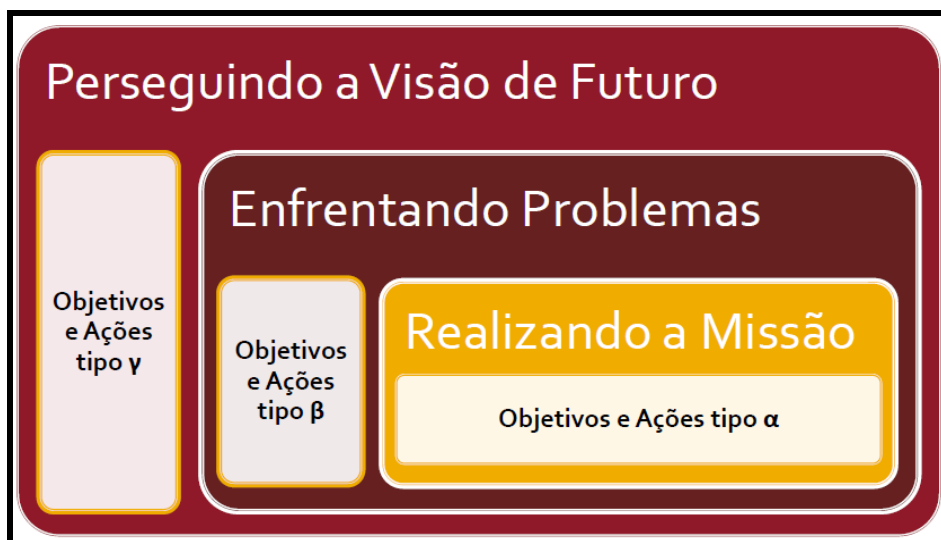 Perseguindo a Visão de Futuro
Enfrentando Problemas
Objetivos
e Ações
tipo γ
Objetivos
e Ações
tipo β
Realizando a Missão
Objetivos e Ações tipo α